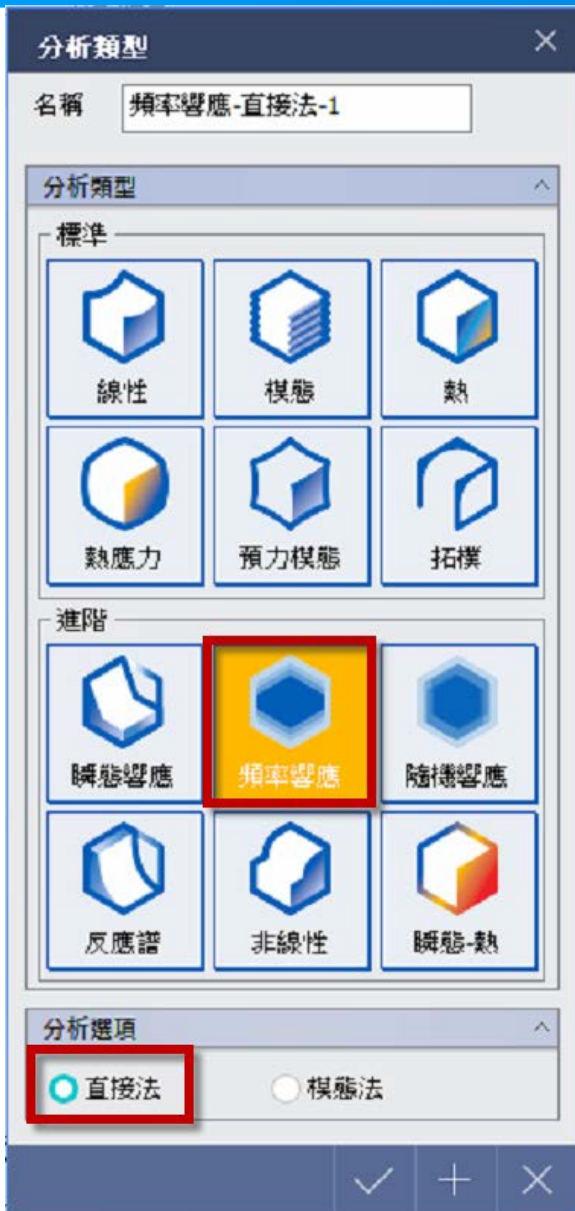 分析類型
名稱 頻率響應-直接法-1
分析類型
標準
線性 模態 熱
熱應力 預力模態 拓樸
進階
瞬態響應 頻率響應 隨機響應
反應譜 非線性 瞬態-熱
分析選項
直接法 模態法